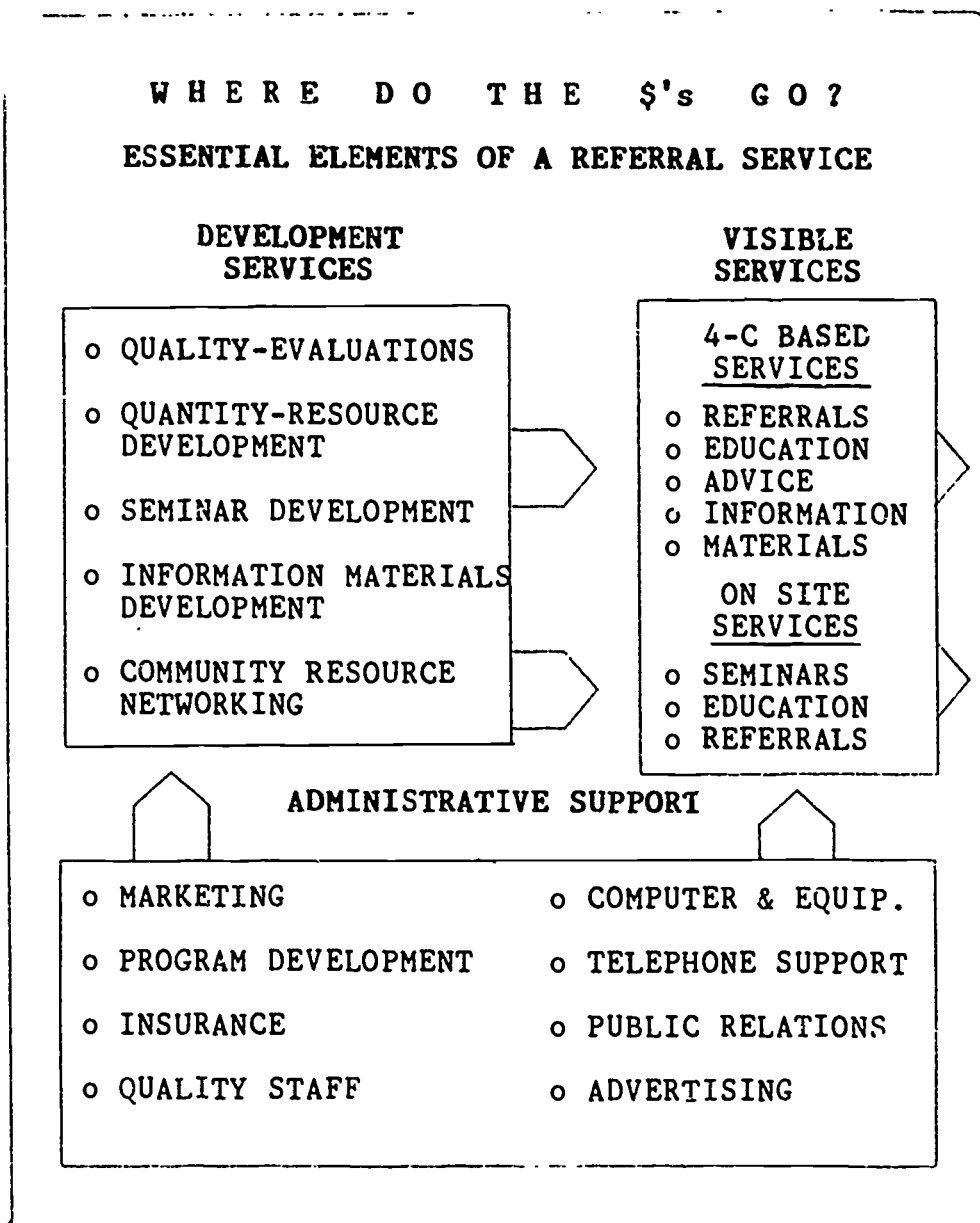 WHERE DO THE $'s GO?
ESSENTIAL ELEMENTS OF A REFERRAL SERVICE
DEVELOPMENT
SERVICES
o QUALITY-EVALUATIONS
o QUANTITY-RESOURCE
DEVELOPMENT
o SEMINAR DEVELOPMENT
o INFORMATION MATERIALS
DEVELOPMENT
o COMMUNITY RESOURCE
NETWORKING
VISIBLE
SERVICES
4-C BASED
SERVICES
o REFERRALS
o EDUCATION
o ADVICE
o INFORMATION
o MATERIALS
ON SITE
SERVICES
o SEMINARS
o EDUCATION
o REFERRALS
ADMINISTRATIVE SUPPORT
o MARKETING
o PROGRAM DEVELOPMENT
o INSURANCE
o QUALITY STAFF
o COMPUTER & EQUIP.
o TELEPHONE SUPPORT
o PUBLIC RELATIONS
o ADVERTISING